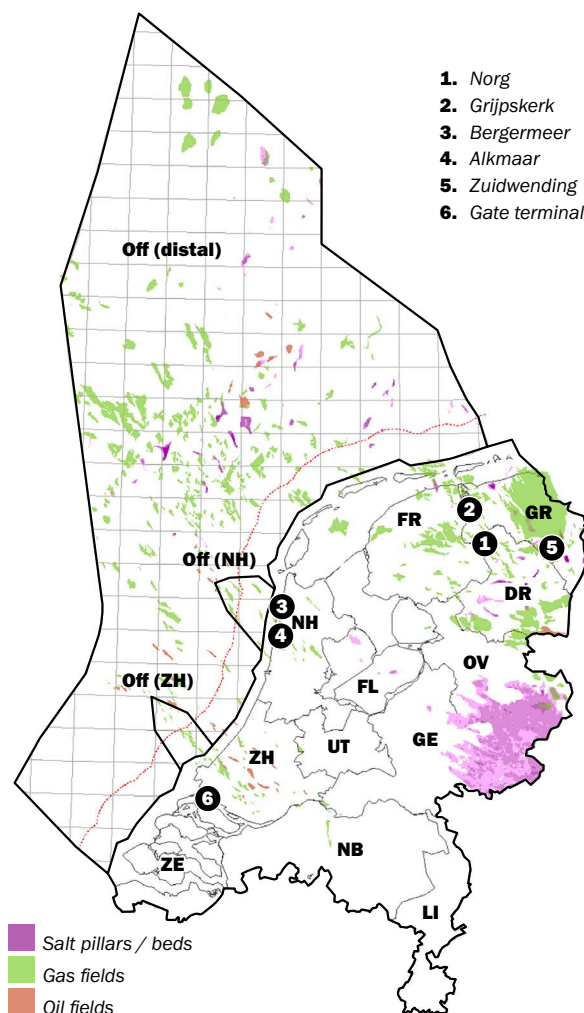 1. Norg
2. Grijpskerk
3. Bergermeer
4. Alkmaar
5. Zuidwending
6. Gate terminal
Off (distal)
2
GR
FR
1
5
Off (NH)
DR
3
NH
4
OV
Off (ZH)
FL
GE
UT
ZH
6
NB
ZE
LI
Salt pillars / beds
Gas fields
Oil fields